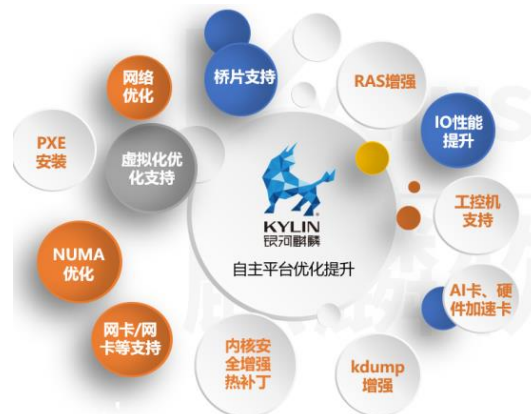 网络
优化
桥片支持
RAS增强
IO性能
提升
PXE
安装
虚拟化优
化支持
工控机
支持
KYLIN
银河麒麟
自主平台优化提升
NUMA
优化
AI卡、硬
件加速卡
网卡/网
卡等支持
内核安
全增强
热补丁
kdump
增强